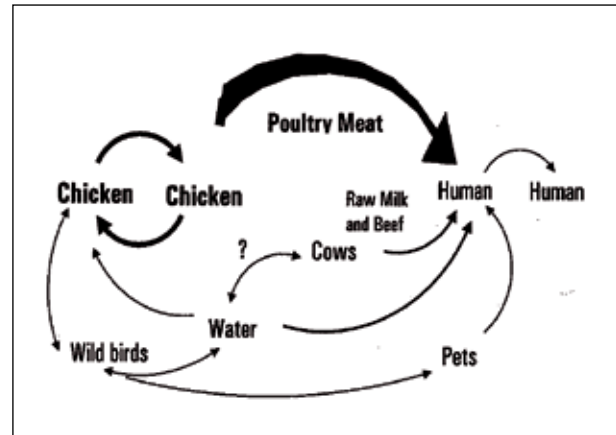 Poultry Meat
Chicken
Chicken
Raw Milk
and Beef
Human
Human
?
Cows
Water
Wild birds
Pets